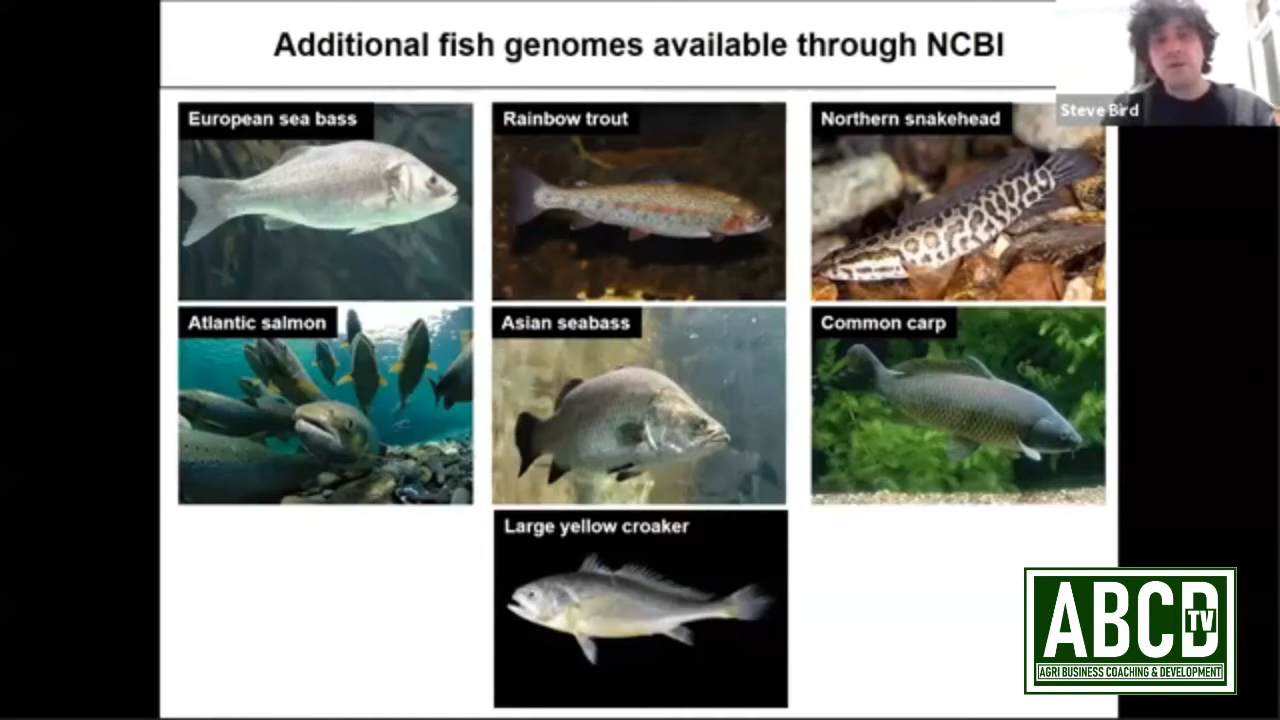 Additional fish genomes available through NCBI
Steve Bird
European sea bass
Rainbow trout
Northern snakehead
Atlantic salmon
Asian seabass
Common carp
Large yellow croaker
ABCD
TV
AGRI BUSINESS COACHING & DEVELOPMENT